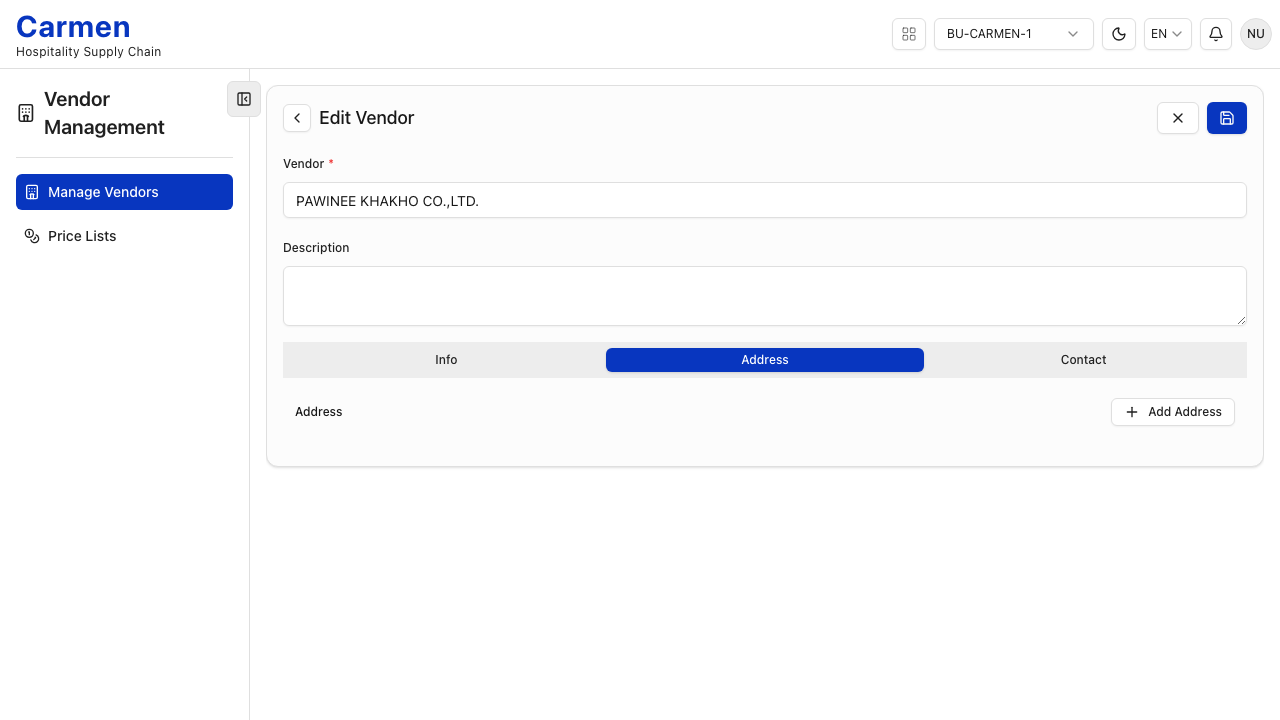 Carmen
Hospitality Supply Chain
BU-CARMEN-1
EN
NU
Vendor
Management
Manage Vendors
Price Lists
Edit Vendor
Vendor *
PAWINEE KHAKHO CO.,LTD.
Description
Info
Address
Contact
Address
Add Address